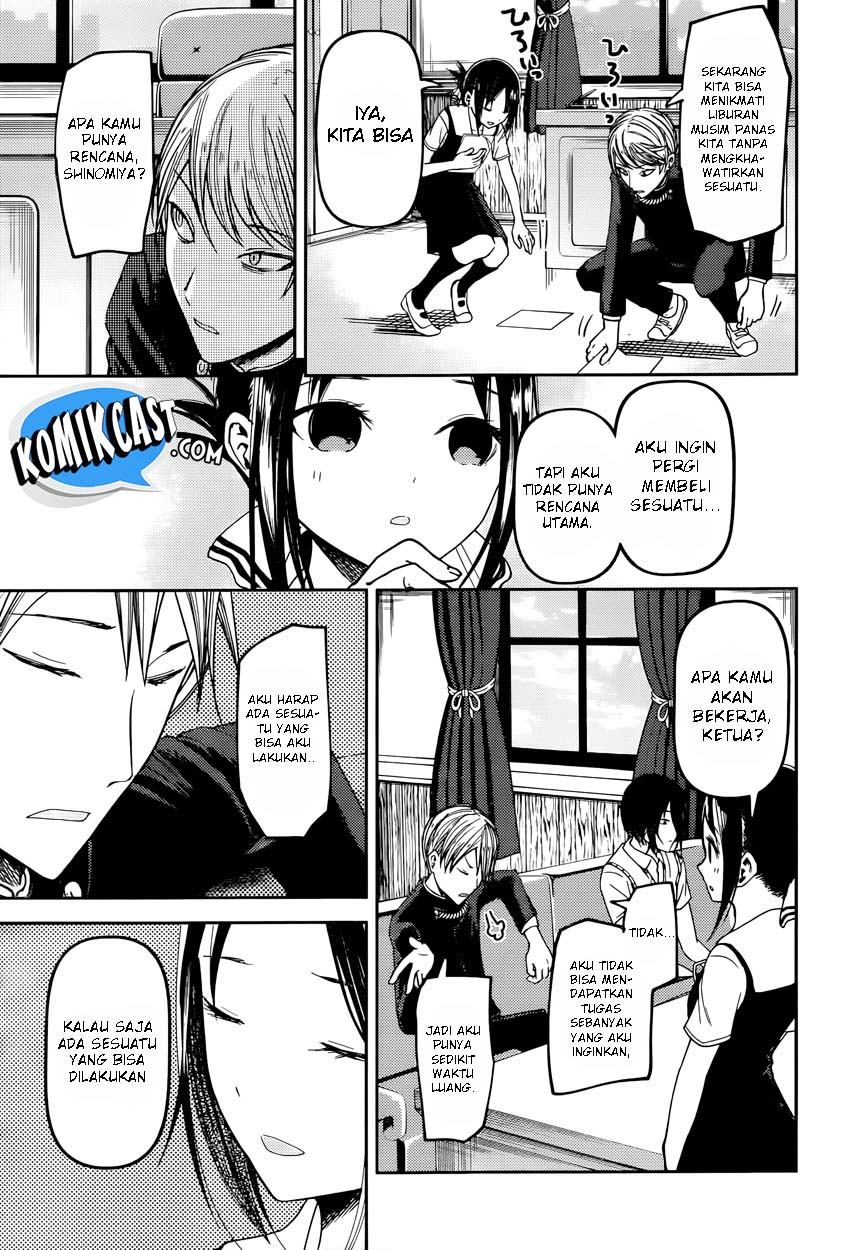 SEKARANG
KITA BISA
MENIKMATI
LIBURAN
MUSIM PANAS
KITA TANPA
MENGKHA-
WATIRKAN
SESUATU.
ひろいっ
ひろいっ
IYA,
KITA BISA
APA KAMU
PUNYA
RENCANA,
SHINOMIYA?
AKU INGIN
PERGI
MEMBELI
SESUATU...
TAPI AKU
TIDAK PUNYA
RENCANA
UTAMA.
KOMIKCAST
.COM
APA KAMU
AKAN
BEKERJA,
KETUA?
TIDAK...
AKU TIDAK
BISA MEN-
DAPATKAN
TUGAS
SEBANYAK
YANG AKU
INGINKAN,
JADI AKU
PUNYA
SEDIKIT
WAKTU
LUANG.
AKU HARAP
ADA SESUA-
TU YANG
BISA AKU
LAKUKAN..
KALAU SAJA
ADA SESUATU
YANG BISA
DILAKUKAN